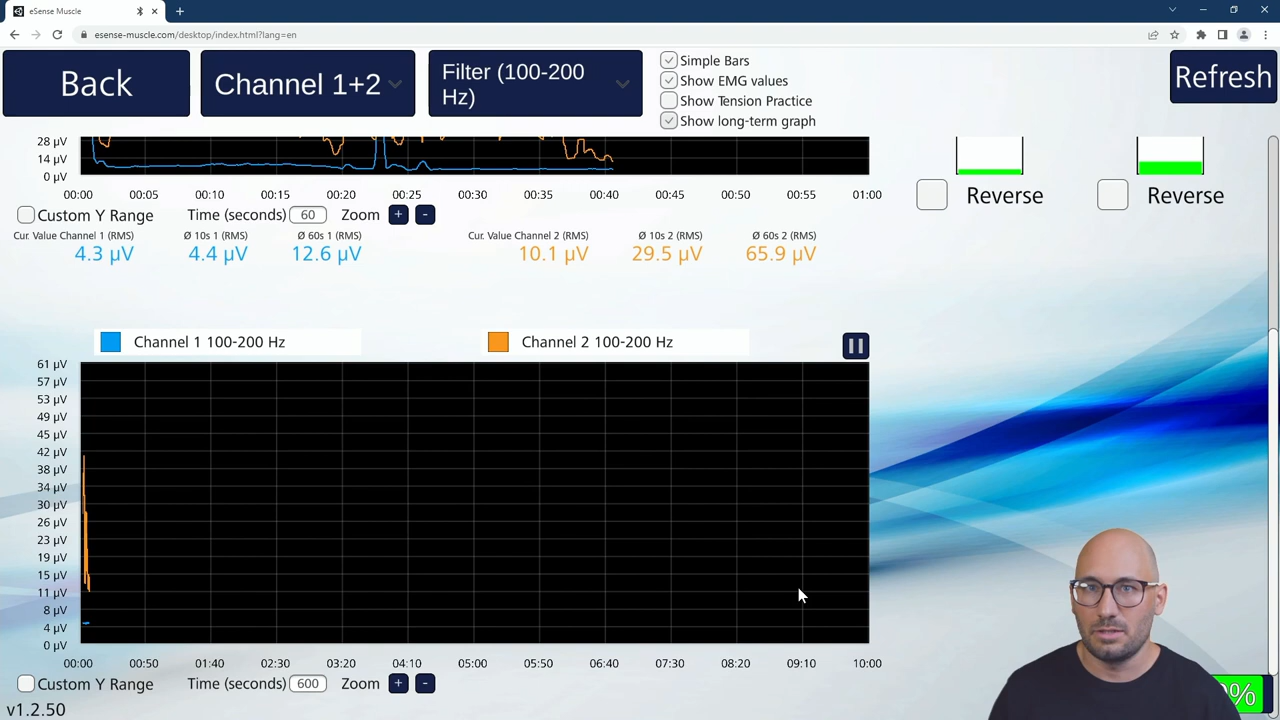 eSense Muscle
esense-muscle.com/desktop/index.html?lang=en
Back
Channel 1+2
Filter (100-200
Hz)
Simple Bars
Show EMG values
Show Tension Practice
Show long-term graph
Refresh
28 µV
14 µV
0 µV
00:00 00:05 00:10 00:15 00:20 00:25 00:30 00:35 00:40 00:45 00:50 00:55 01:00
Reverse
Reverse
Custom Y Range
Time (seconds) 60
Zoom + -
Cur. Value Channel 1 (RMS) Ø 10s 1 (RMS) Ø 60s 1 (RMS)
4.3 µV 4.4 µV 12.6 µV
Cur. Value Channel 2 (RMS) Ø 10s 2 (RMS) Ø 60s 2 (RMS)
10.1 µV 29.5 µV 65.9 µV
Channel 1 100-200 Hz
Channel 2 100-200 Hz
61 µV
57 µV
53 µV
49 µV
45 µV
42 µV
38 µV
34 µV
30 µV
26 µV
23 µV
19 µV
15 µV
11 µV
8 µV
4 µV
0 µV
00:00 00:50 01:40 02:30 03:20 04:10 05:00 05:50 06:40 07:30 08:20 09:10 10:00
Custom Y Range
Time (seconds) 600
Zoom + -
v1.2.50